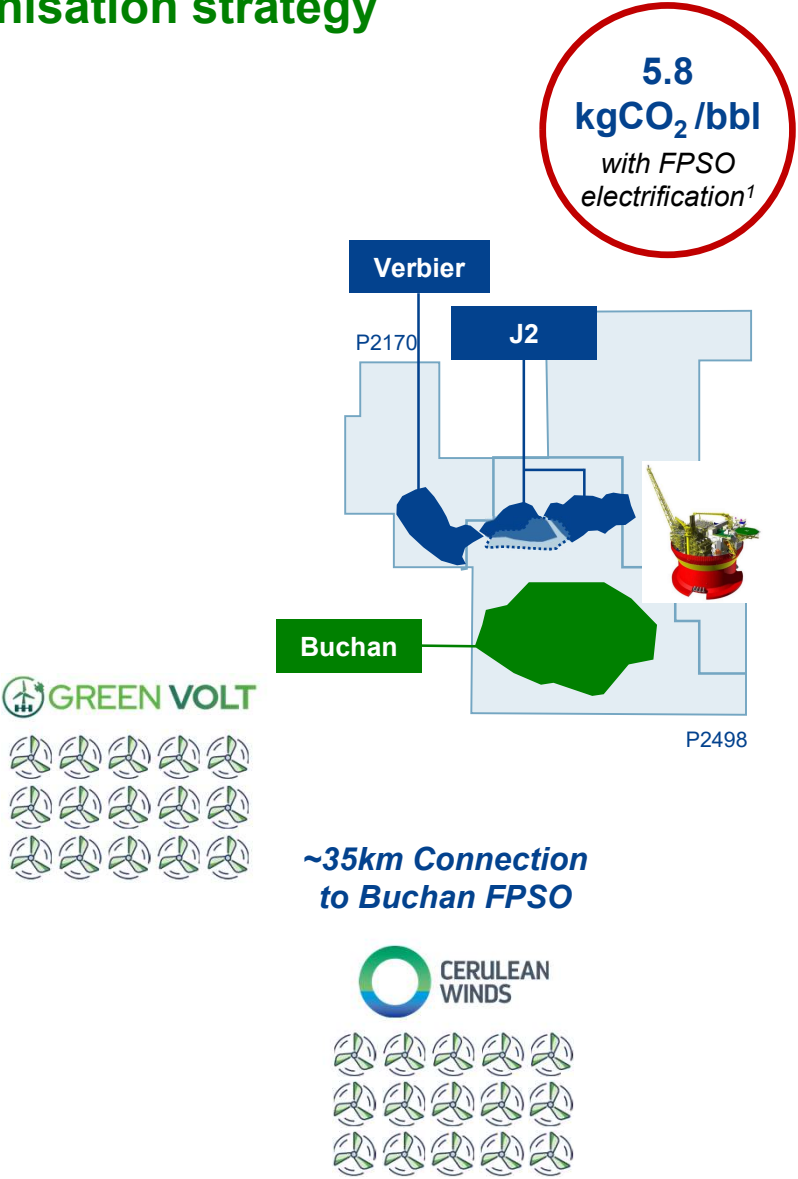 nisation strategy
5.8
kgCO₂ /bbl
with FPSO
electrification¹
Verbier
J2
P2170
Buchan
P2498
GREEN VOLT
~35km Connection
to Buchan FPSO
CERULEAN
WINDS